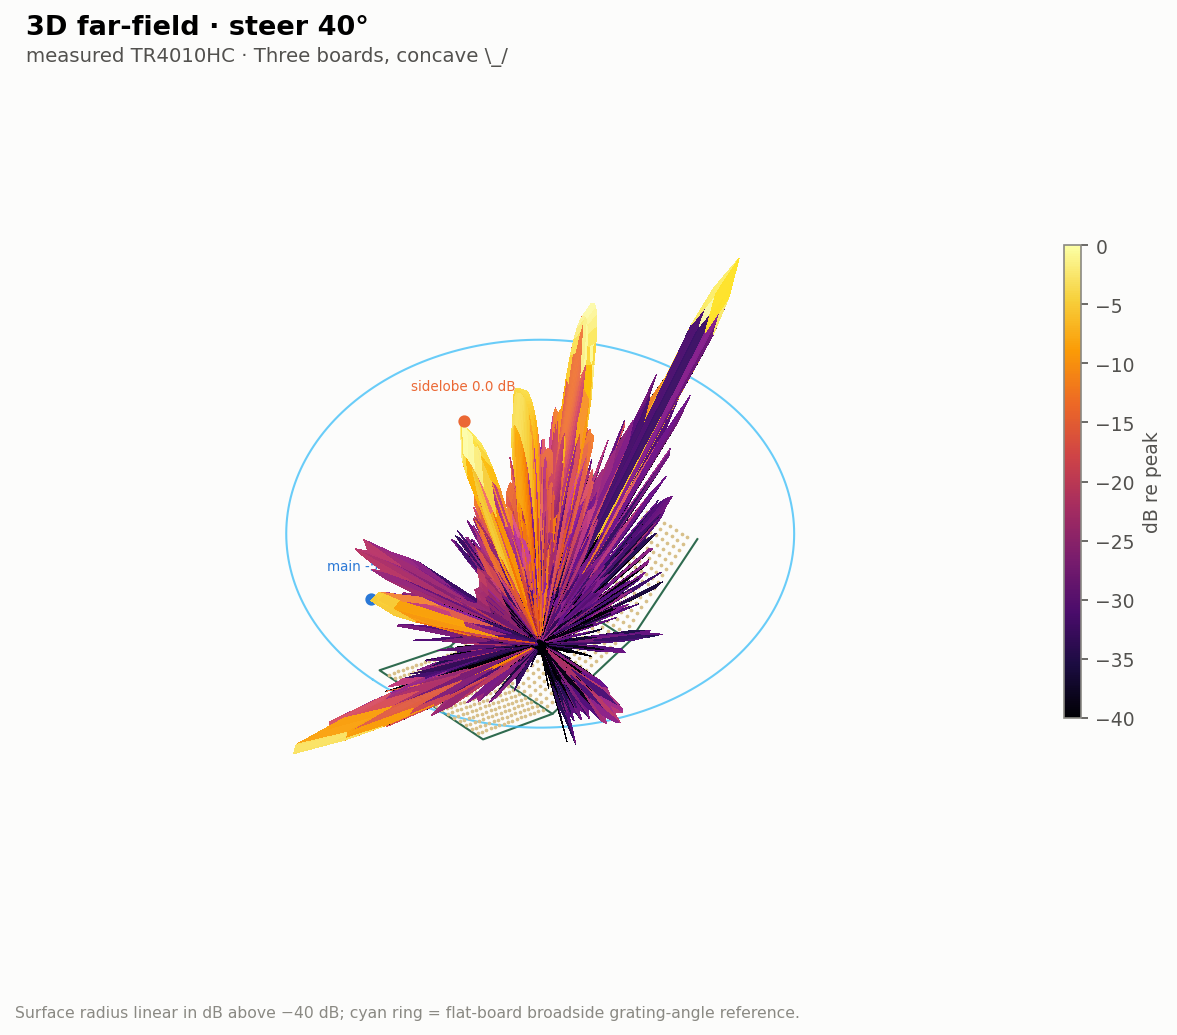 3D far-field · steer 40°
measured TR4010HC · Three boards, concave \_/
sidelobe 0.0 dB
main -
0
−5
−10
−15
−20
−25
−30
−35
−40
dB re peak
Surface radius linear in dB above −40 dB; cyan ring = flat-board broadside grating-angle reference.